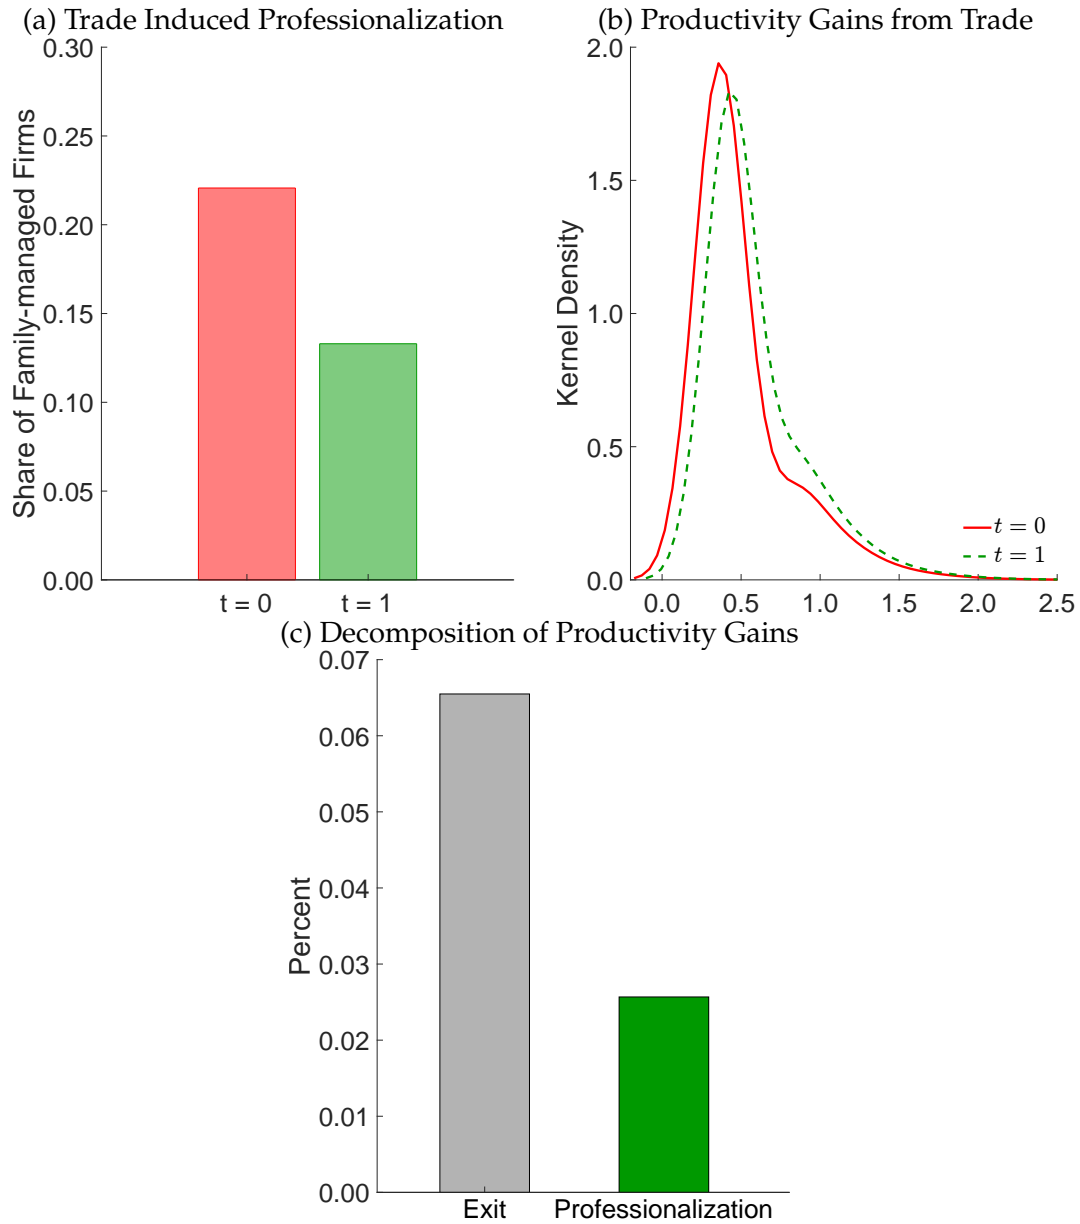 (a) Trade Induced Professionalization
0.30
0.25
0.20
0.15
0.10
0.05
0.00
Share of Family-managed Firms
t = 0
t = 1
(b) Productivity Gains from Trade
2.0
1.5
1.0
0.5
0.0
Kernel Density
0.0
0.5
1.0
1.5
2.0
2.5
t = 0
t = 1
(c) Decomposition of Productivity Gains
0.07
0.06
0.05
0.04
0.03
0.02
0.01
0.00
Percent
Exit
Professionalization